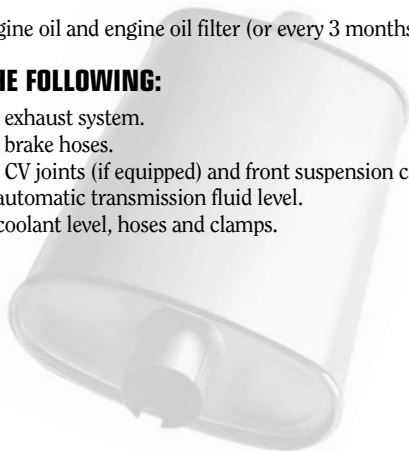 gine oil and engine oil filter (or every 3 months
HE FOLLOWING:
exhaust system.
brake hoses.
CV joints (if equipped) and front suspension c
automatic transmission fluid level.
coolant level, hoses and clamps.